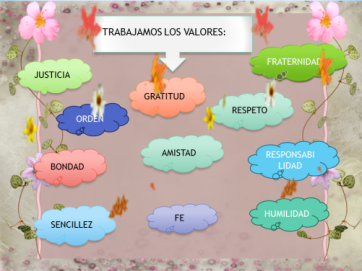 TRABAJAMOS LOS VALORES:
FRATERNIDAD
JUSTICIA
GRATITUD
RESPETO
ORDEN
AMISTAD
RESPONSABI
LIDAD
BONDAD
HUMILDAD
FE
SENCILLEZ